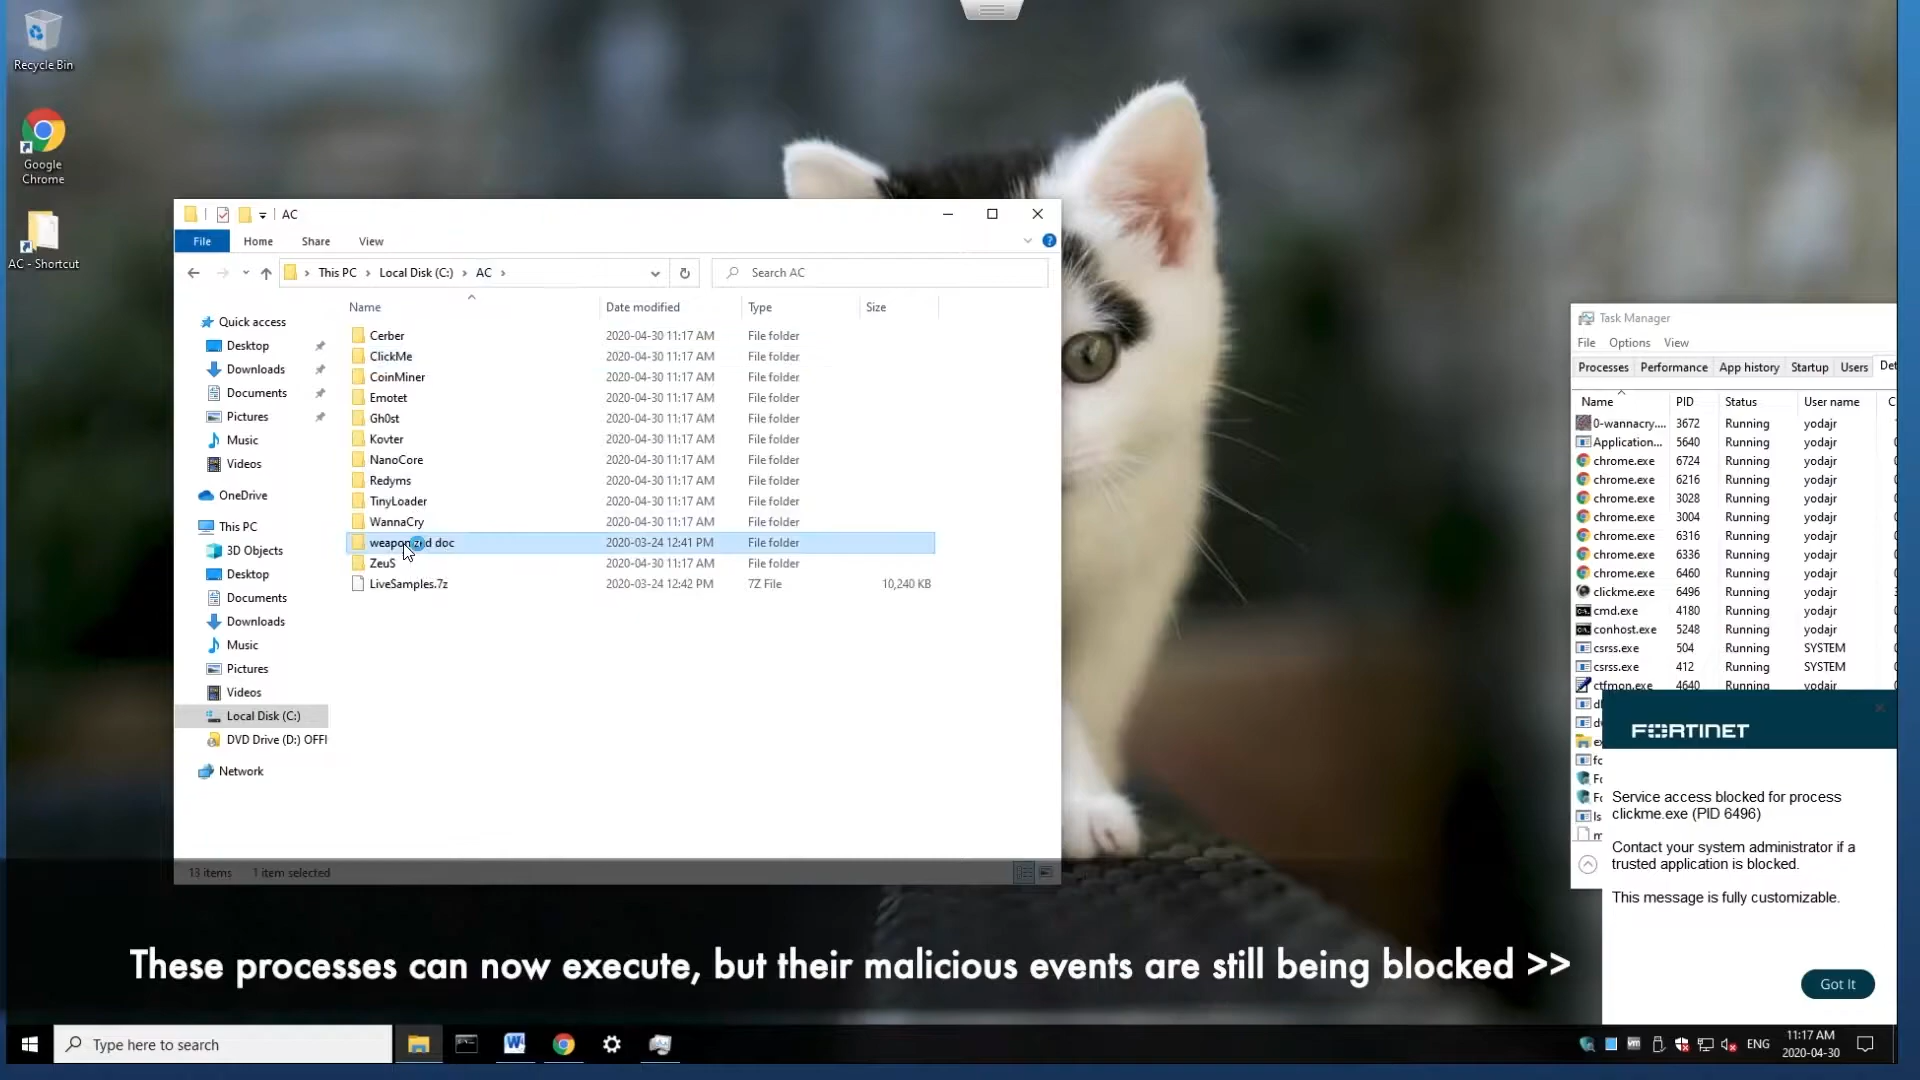 Recycle Bin
Google
Chrome
AC - Shortcut
AC
File
Home
Share
View
This PC
Local Disk (C:)
AC
Search AC
Name
Date modified
Type
Size
Quick access
Desktop
Downloads
Documents
Pictures
Music
Videos
OneDrive
This PC
3D Objects
Desktop
Documents
Downloads
Music
Pictures
Videos
Local Disk (C:)
DVD Drive (D:) OFFI
Network
Cerber 2020-04-30 11:17 AM File folder
ClickMe 2020-04-30 11:17 AM File folder
CoinMiner 2020-04-30 11:17 AM File folder
Emotet 2020-04-30 11:17 AM File folder
Gh0st 2020-04-30 11:17 AM File folder
Kovter 2020-04-30 11:17 AM File folder
NanoCore 2020-04-30 11:17 AM File folder
Redyms 2020-04-30 11:17 AM File folder
TinyLoader 2020-04-30 11:17 AM File folder
WannaCry 2020-04-30 11:17 AM File folder
weaponized doc 2020-03-24 12:41 PM File folder
ZeuS 2020-04-30 11:17 AM File folder
LiveSamples.7z 2020-03-24 12:42 PM 7Z File 10,240 KB
13 items 1 item selected
Task Manager
File Options View
Processes Performance App history Startup Users Det
Name PID Status User name C
0-wannacry.... 3672 Running yodajr
Application... 5640 Running yodajr
chrome.exe 6724 Running yodajr
chrome.exe 6216 Running yodajr
chrome.exe 3028 Running yodajr
chrome.exe 3004 Running yodajr
chrome.exe 6316 Running yodajr
chrome.exe 6336 Running yodajr
chrome.exe 6460 Running yodajr
clickme.exe 6496 Running yodajr
cmd.exe 4180 Running yodajr
conhost.exe 5248 Running yodajr
csrss.exe 504 Running SYSTEM
csrss.exe 412 Running SYSTEM
ctfmon.exe 4640 Running yodajr
FORTINET
Service access blocked for process
clickme.exe (PID 6496)
Contact your system administrator if a
trusted application is blocked.
This message is fully customizable.
Got It
These processes can now execute, but their malicious events are still being blocked >>
Type here to search
ENG
11:17 AM
2020-04-30